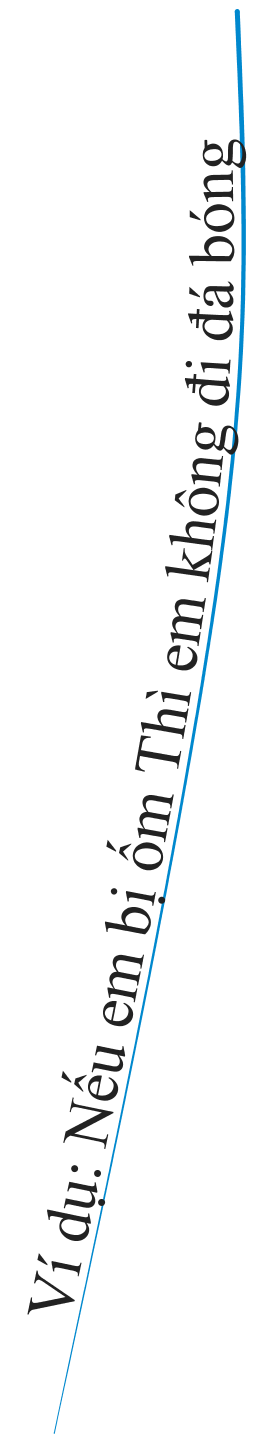 Ví dụ: Nếu em bị ốm Thì em không đi đá bóng